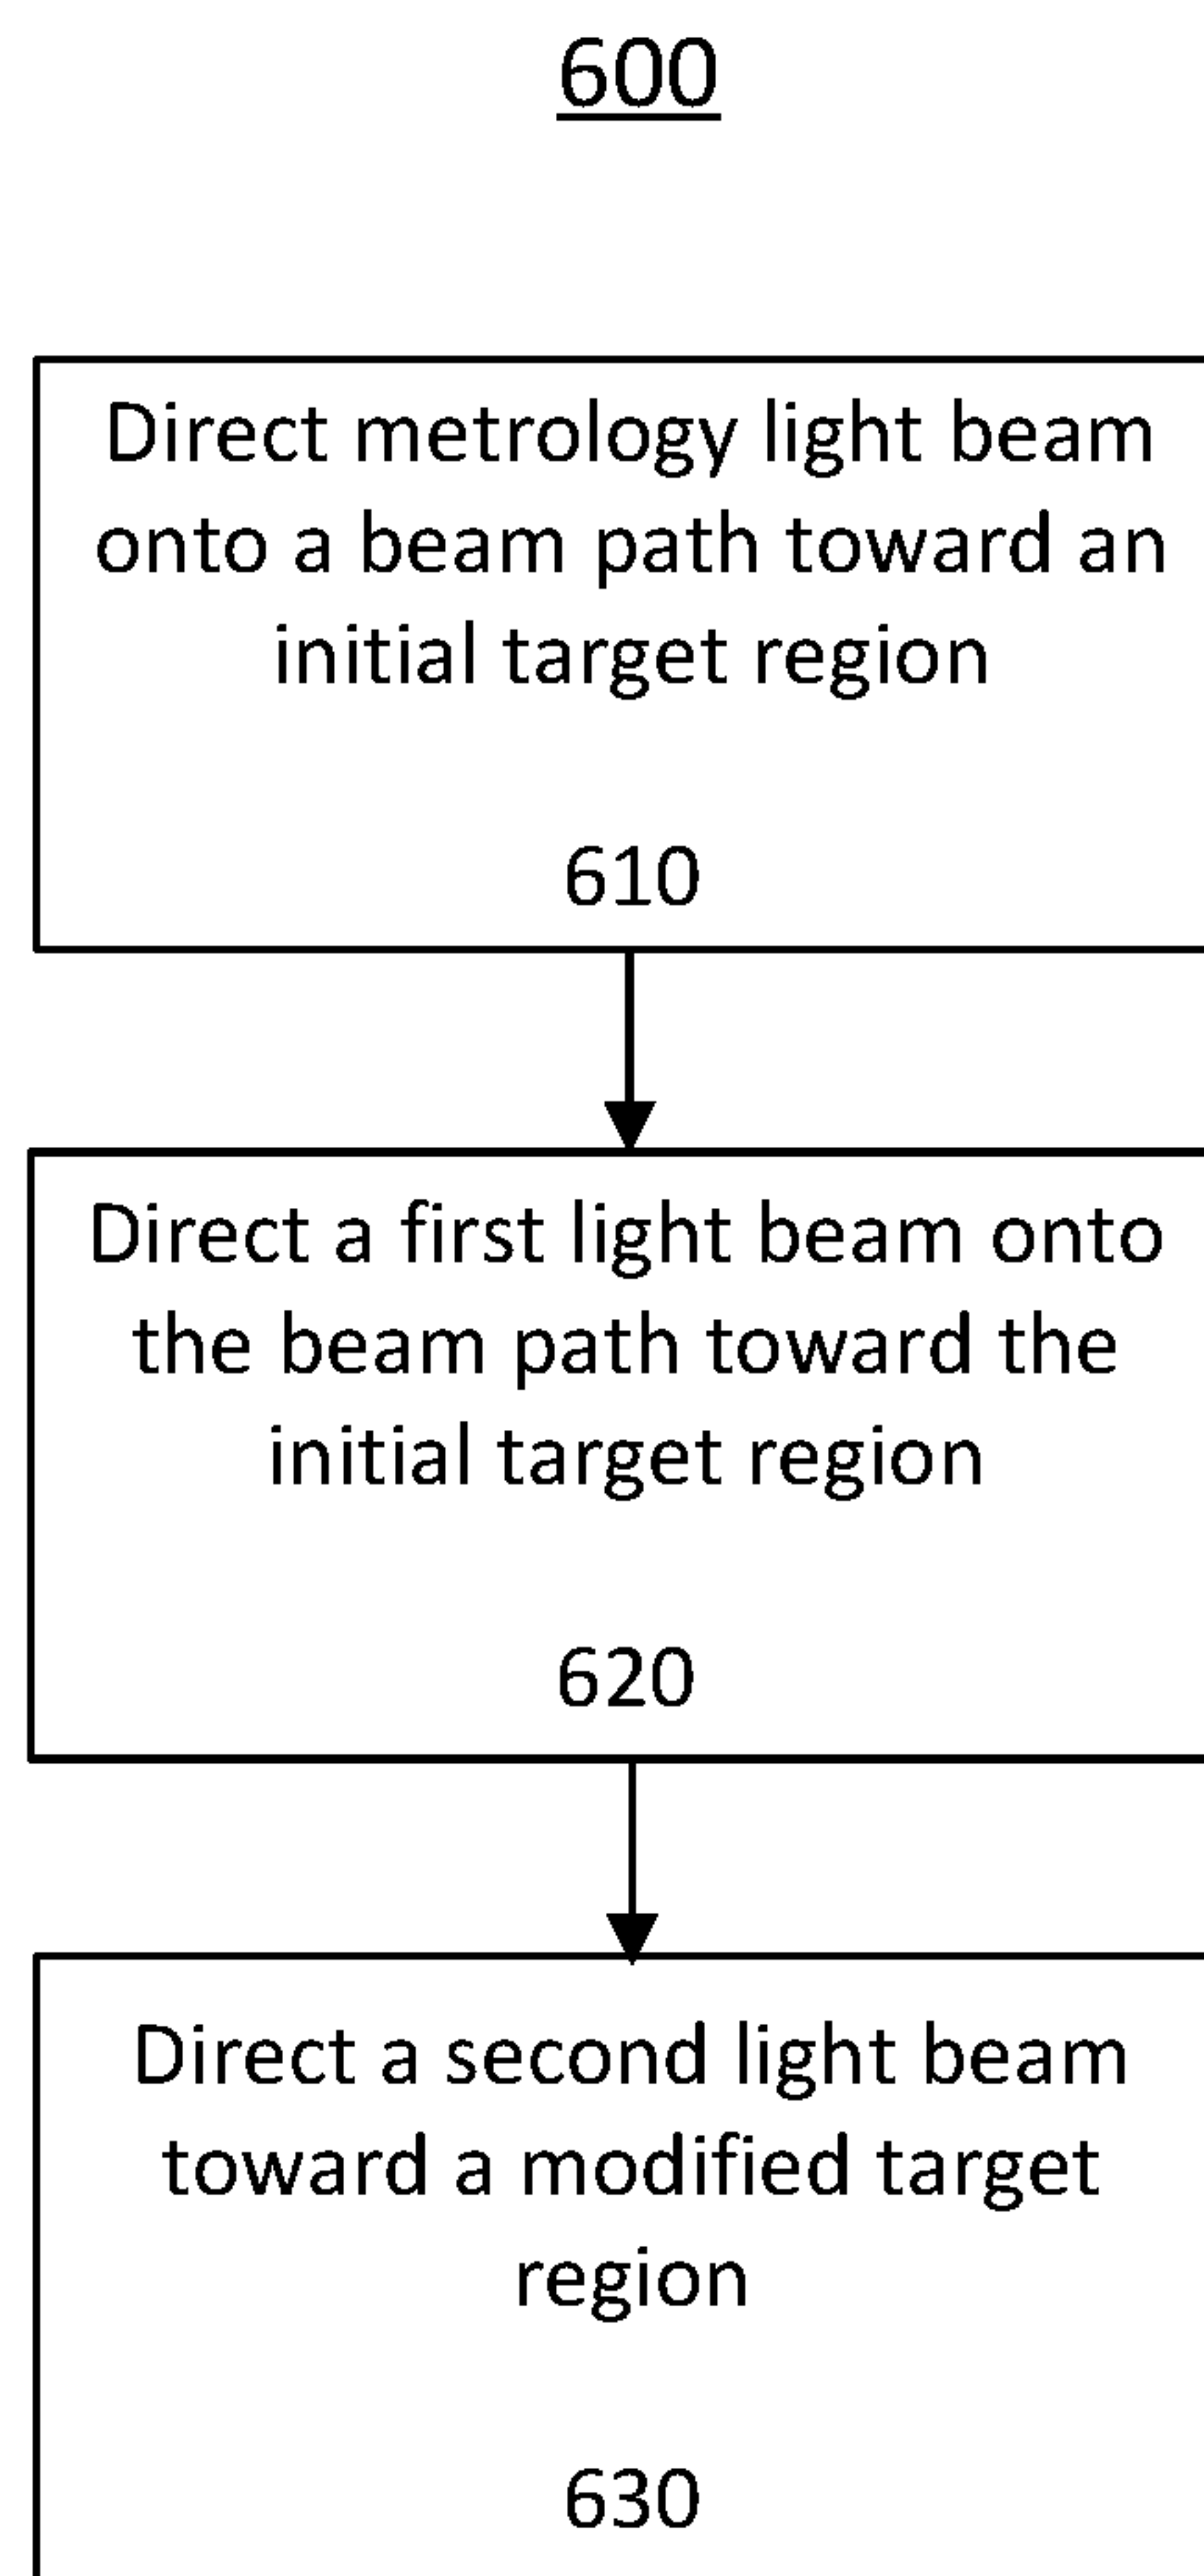 600
Direct metrology light beam
onto a beam path toward an
initial target region
610
Direct a first light beam onto
the beam path toward the
initial target region
620
Direct a second light beam
toward a modified target
region
630